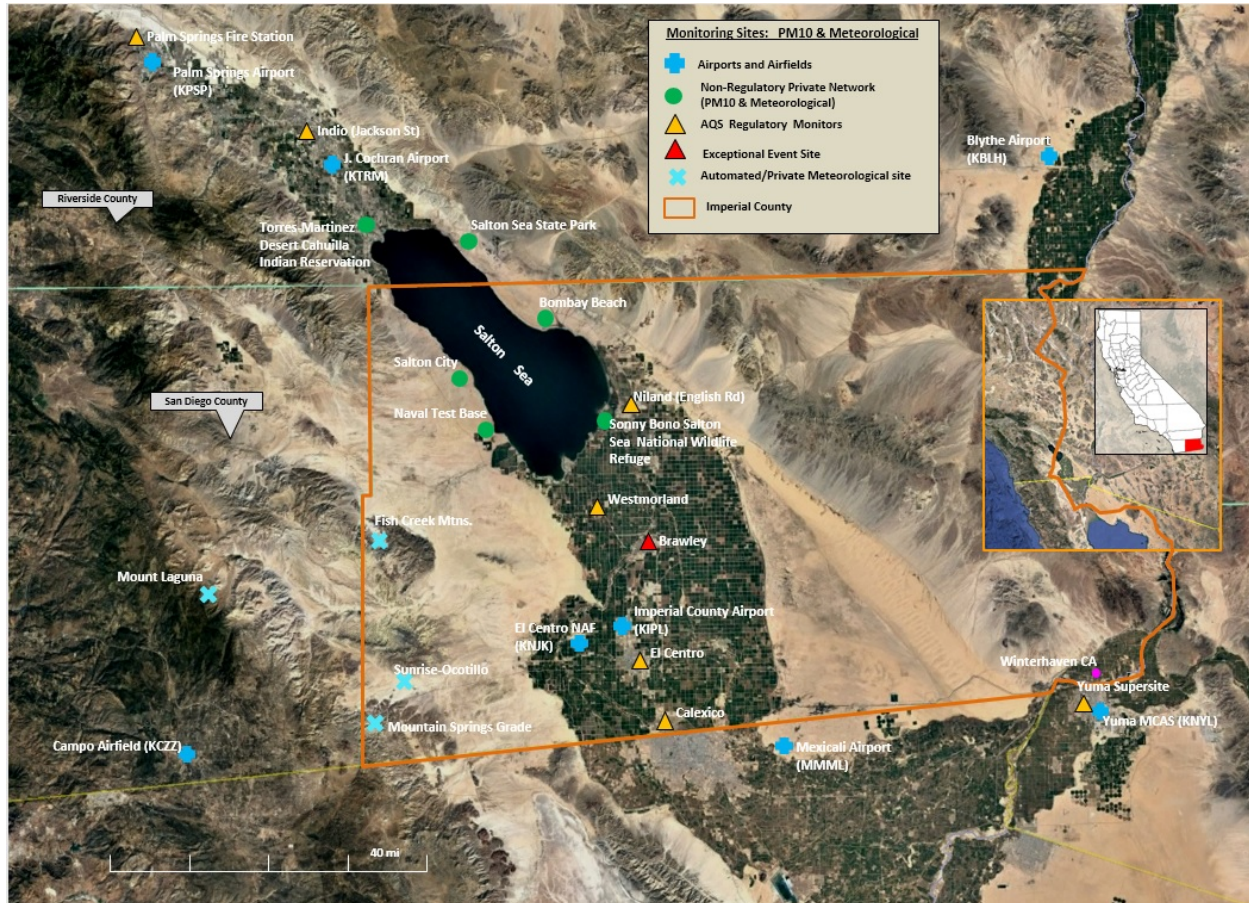 Monitoring Sites: PM10 & Meteorological
Airports and Airfields
Non-Regulatory Private Network
(PM10 & Meteorological)
AQS Regulatory Monitors
Exceptional Event Site
Automated/Private Meteorological site
Imperial County
Palm Springs Fire Station
Palm Springs Airport
(KPSP)
Indio (Jackson St)
J. Cochran Airport
(KTRM)
Blythe Airport
(KBLH)
Riverside County
Torres-Martinez
Desert Cahuilla
Indian Reservation
Salton Sea State Park
Bombay Beach
Salton Sea
Salton City
San Diego County
Naval Test Base
Niland (English Rd)
Sonny Bono Salton
Sea National Wildlife
Refuge
Westmorland
Fish Creek Mtns.
Brawley
Mount Laguna
Imperial County Airport
(KIPL)
El Centro NAF
(KNJK)
El Centro
Sunrise-Ocotillo
Winterhaven CA
Yuma Supersite
Yuma MCAS (KNYL)
Calexico
Mountain Springs Grade
Campo Airfield (KCZZ)
Mexicali Airport
(MMML)
40 mi